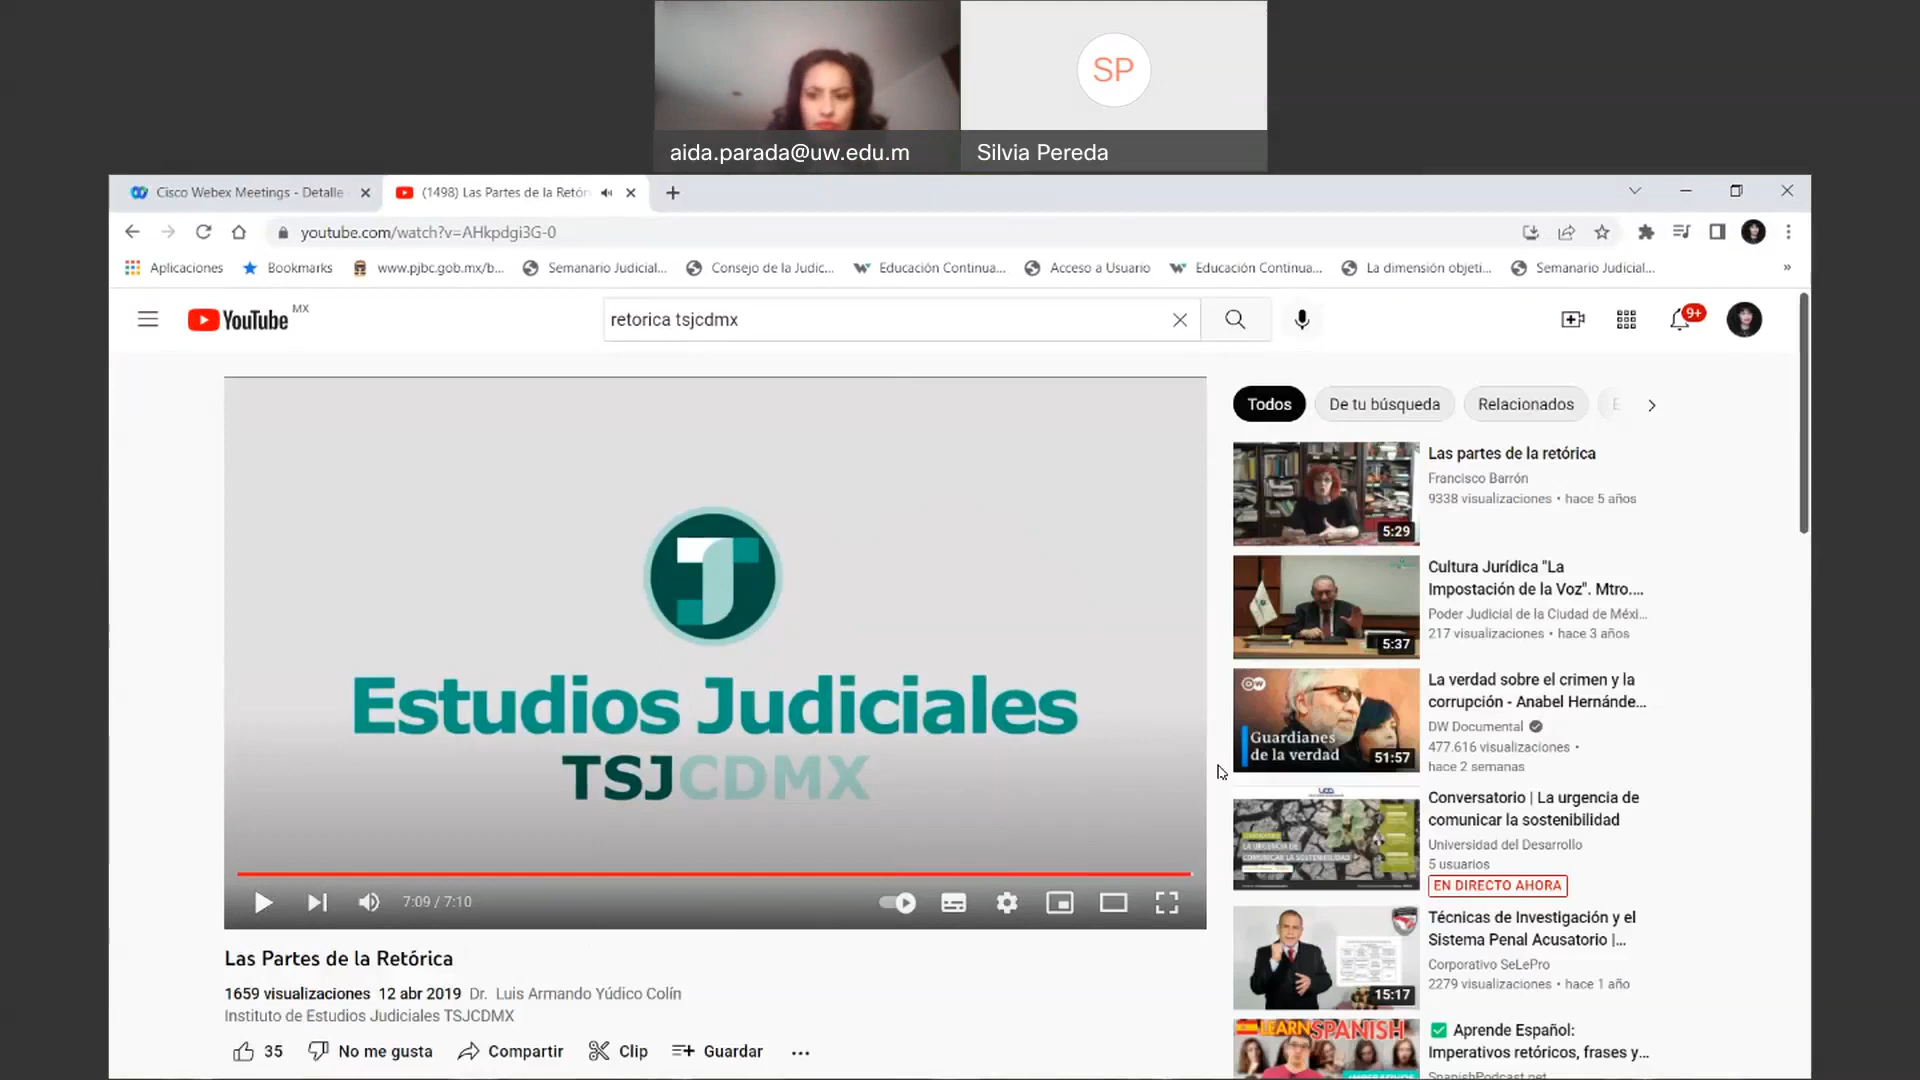 SP
aida.parada@uw.edu.m
Silvia Pereda
Cisco Webex Meetings - Detalle
(1498) Las Partes de la Retór
youtube.com/watch?v=AHkpdgi3G-0
Aplicaciones
Bookmarks
www.pjbc.gob.mx/b...
Semanario Judicial...
Consejo de la Judic...
Educación Continua...
Acceso a Usuario
Educación Continua...
La dimensión objeti...
Semanario Judicial...
»
YouTube MX
retorica tsjcdmx
9+
Estudios Judiciales
TSJCDMX
7:09 / 7:10
Las Partes de la Retórica
1659 visualizaciones 12 abr 2019 Dr. Luis Armando Yúdico Colín
Instituto de Estudios Judiciales TSJCDMX
35 No me gusta Compartir Clip Guardar ...
Todos De tu búsqueda Relacionados E
5:29
Las partes de la retórica
Francisco Barrón
9338 visualizaciones • hace 5 años
5:37
Cultura Jurídica "La
Impostación de la Voz". Mtro....
Poder Judicial de la Ciudad de Méxi...
217 visualizaciones • hace 3 años
DW
Guardianes
de la verdad
51:57
La verdad sobre el crimen y la
corrupción - Anabel Hernánde...
DW Documental
477.616 visualizaciones •
hace 2 semanas
LA URGENCIA DE
COMUNICAR LA SOSTENIBILIDAD
Conversatorio | La urgencia de
comunicar la sostenibilidad
Universidad del Desarrollo
5 usuarios
EN DIRECTO AHORA
15:17
Técnicas de Investigación y el
Sistema Penal Acusatorio |...
Corporativo SeLePro
2279 visualizaciones • hace 1 año
LEARN SPANISH
Aprende Español:
Imperativos retóricos, frases y...
SpanishPodcast.net